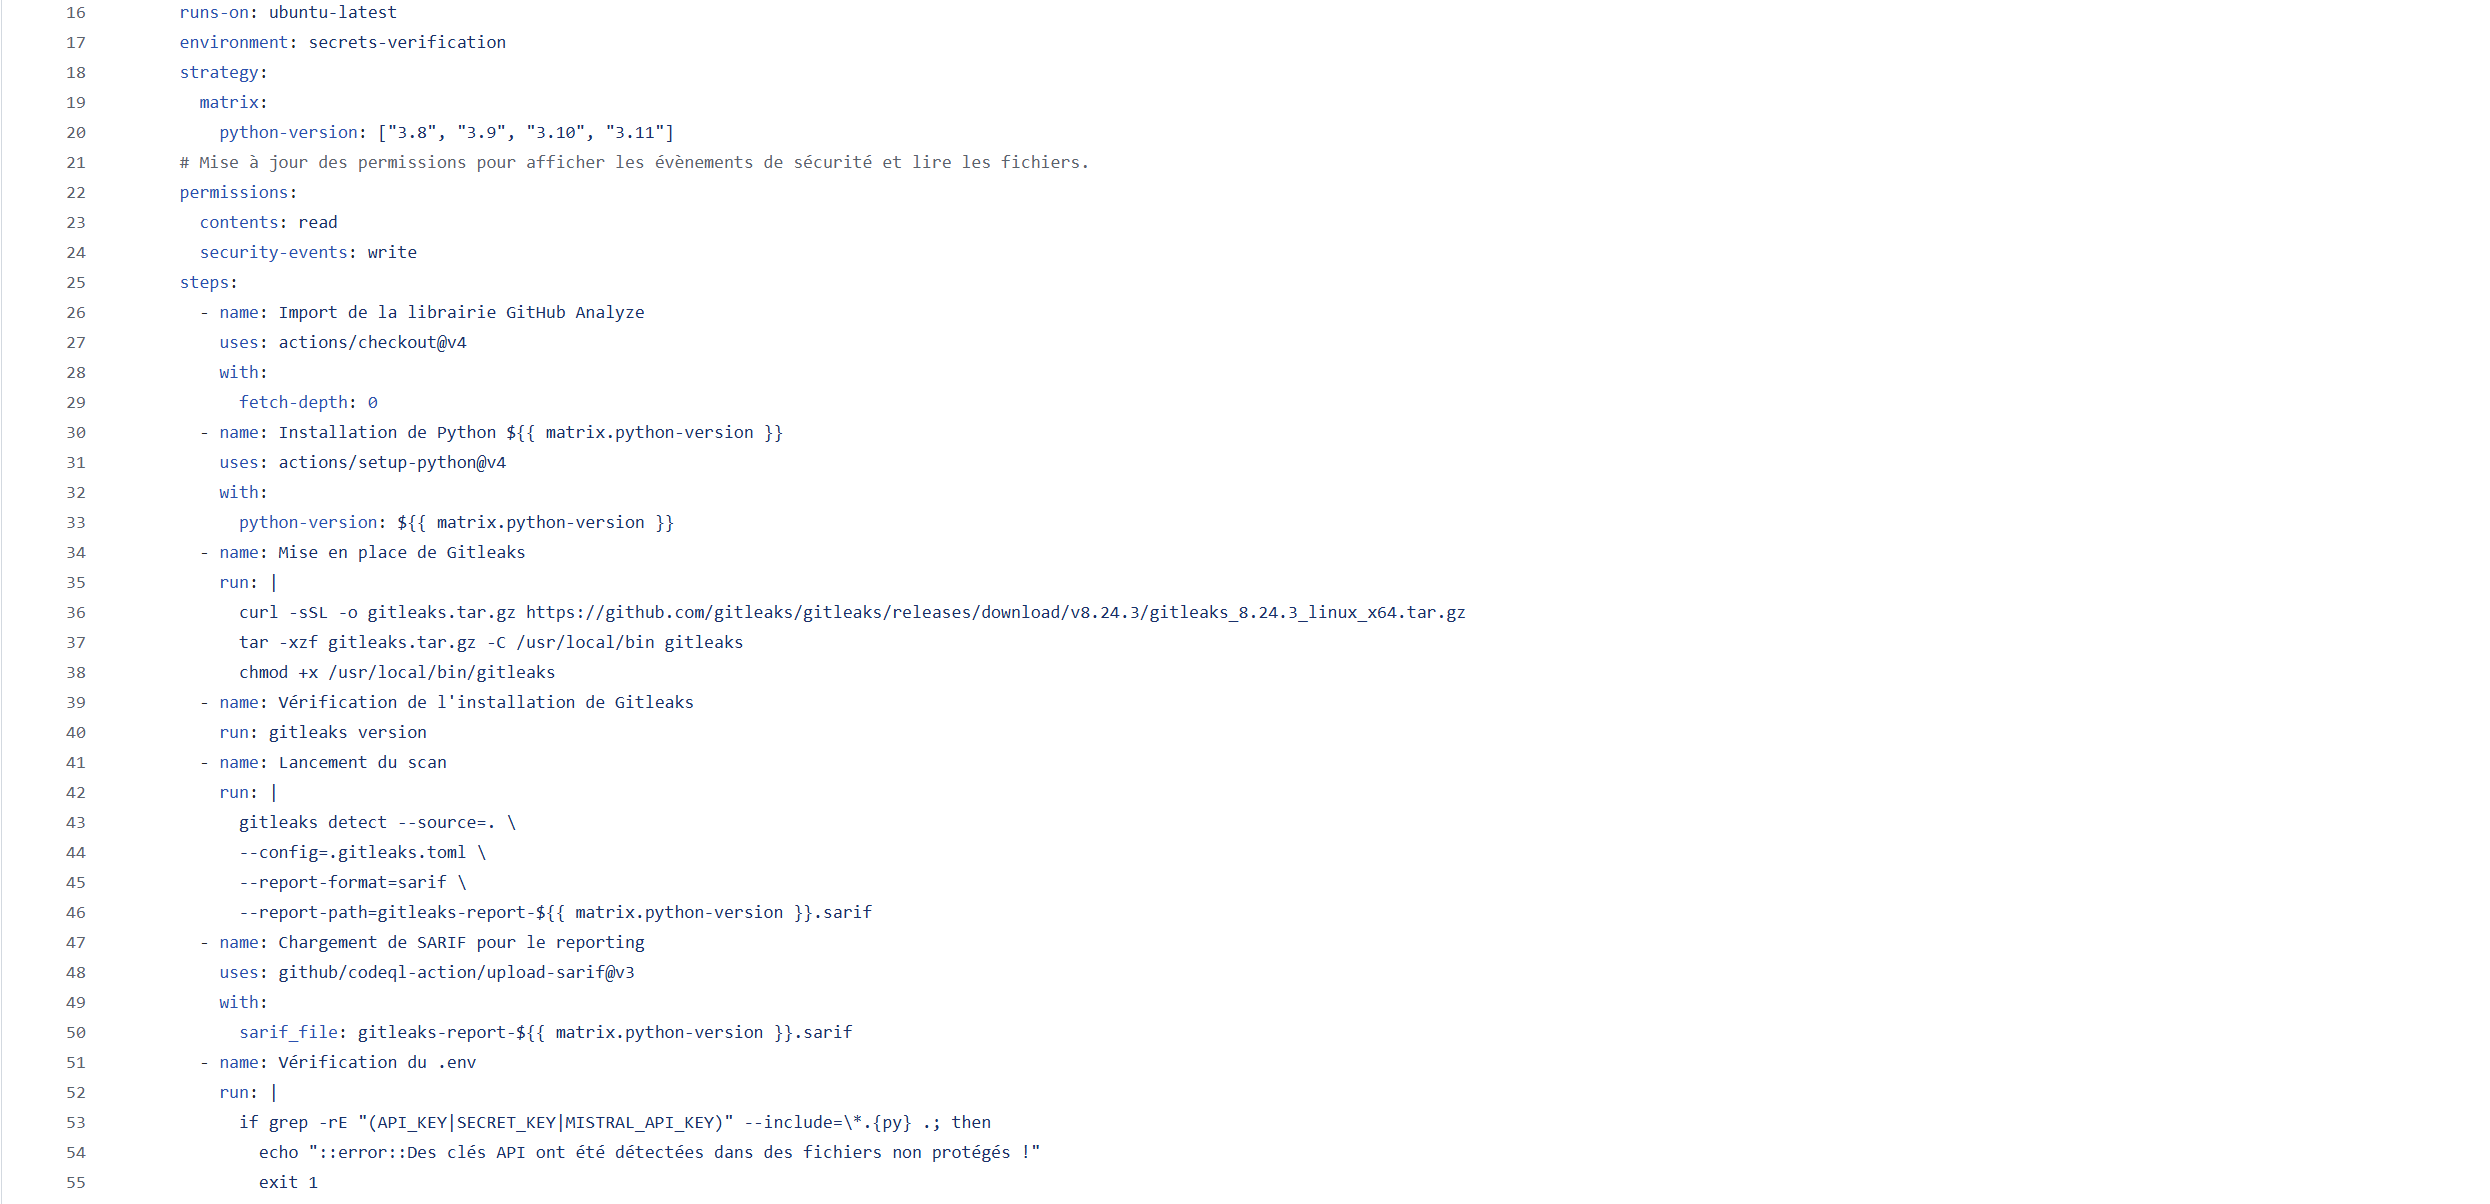 16 runs-on: ubuntu-latest
17 environment: secrets-verification
18 strategy:
19 matrix:
20 python-version: ["3.8", "3.9", "3.10", "3.11"]
21 # Mise à jour des permissions pour afficher les évènements de sécurité et lire les fichiers.
22 permissions:
23 contents: read
24 security-events: write
25 steps:
26 - name: Import de la librairie GitHub Analyze
27 uses: actions/checkout@v4
28 with:
29 fetch-depth: 0
30 - name: Installation de Python ${{ matrix.python-version }}
31 uses: actions/setup-python@v4
32 with:
33 python-version: ${{ matrix.python-version }}
34 - name: Mise en place de Gitleaks
35 run: |
36 curl -sSL -o gitleaks.tar.gz https://github.com/gitleaks/gitleaks/releases/download/v8.24.3/gitleaks_8.24.3_linux_x64.tar.gz
37 tar -xzf gitleaks.tar.gz -C /usr/local/bin gitleaks
38 chmod +x /usr/local/bin/gitleaks
39 - name: Vérification de l'installation de Gitleaks
40 run: gitleaks version
41 - name: Lancement du scan
42 run: |
43 gitleaks detect --source=. \
44 --config=.gitleaks.toml \
45 --report-format=sarif \
46 --report-path=gitleaks-report-${{ matrix.python-version }}.sarif
47 - name: Chargement de SARIF pour le reporting
48 uses: github/codeql-action/upload-sarif@v3
49 with:
50 sarif_file: gitleaks-report-${{ matrix.python-version }}.sarif
51 - name: Vérification du .env
52 run: |
53 if grep -rE "(API_KEY|SECRET_KEY|MISTRAL_API_KEY)" --include=\*.{py} .; then
54 echo "::error::Des clés API ont été détectées dans des fichiers non protégés !"
55 exit 1